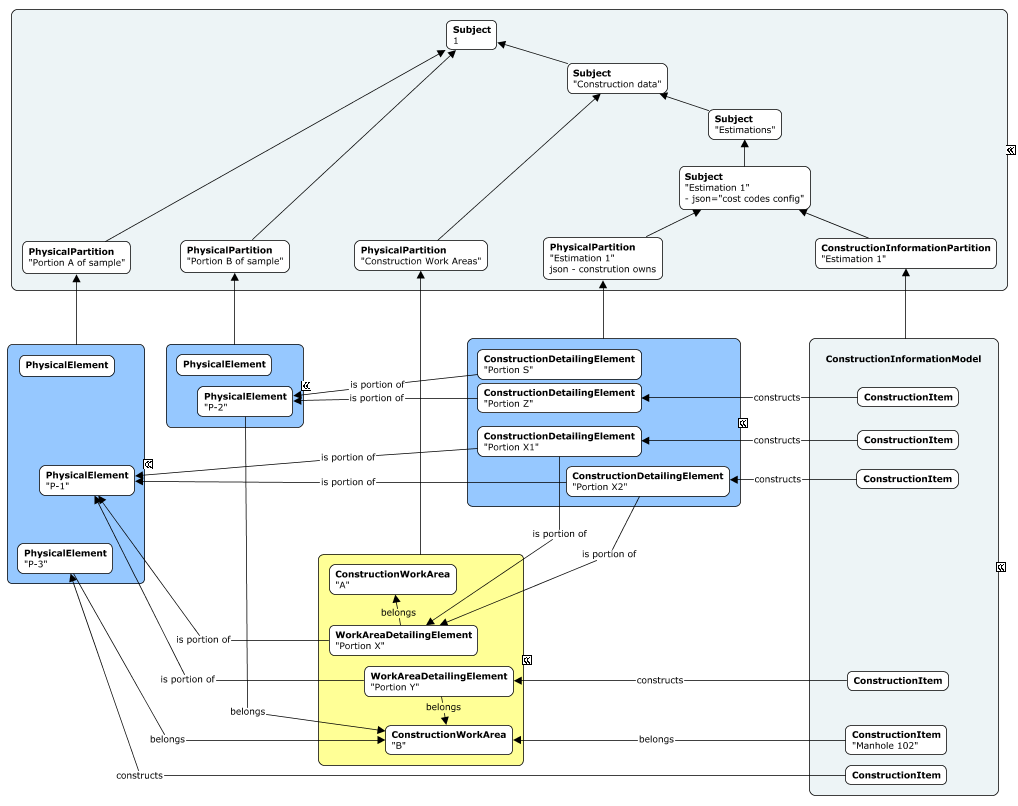 Subject
1
Subject
"Construction data"
Subject
"Estimations"
Subject
"Estimation 1"
- json="cost codes config"
PhysicalPartition
"Portion A of sample"
PhysicalPartition
"Portion B of sample"
PhysicalPartition
"Construction Work Areas"
PhysicalPartition
"Estimation 1"
json - constrution owns
ConstructionInformationPartition
"Estimation 1"
PhysicalElement
PhysicalElement
"P-1"
PhysicalElement
"P-3"
PhysicalElement
PhysicalElement
"P-2"
is portion of
is portion of
is portion of
is portion of
ConstructionDetailingElement
"Portion S"
ConstructionDetailingElement
"Portion Z"
ConstructionDetailingElement
"Portion X1"
ConstructionDetailingElement
"Portion X2"
constructs
constructs
constructs
ConstructionInformationModel
ConstructionItem
ConstructionItem
ConstructionItem
is portion of
is portion of
ConstructionWorkArea
"A"
belongs
WorkAreaDetailingElement
"Portion X"
is portion of
WorkAreaDetailingElement
"Portion Y"
is portion of
constructs
ConstructionItem
belongs
belongs
ConstructionWorkArea
"B"
belongs
belongs
ConstructionItem
"Manhole 102"
constructs
ConstructionItem